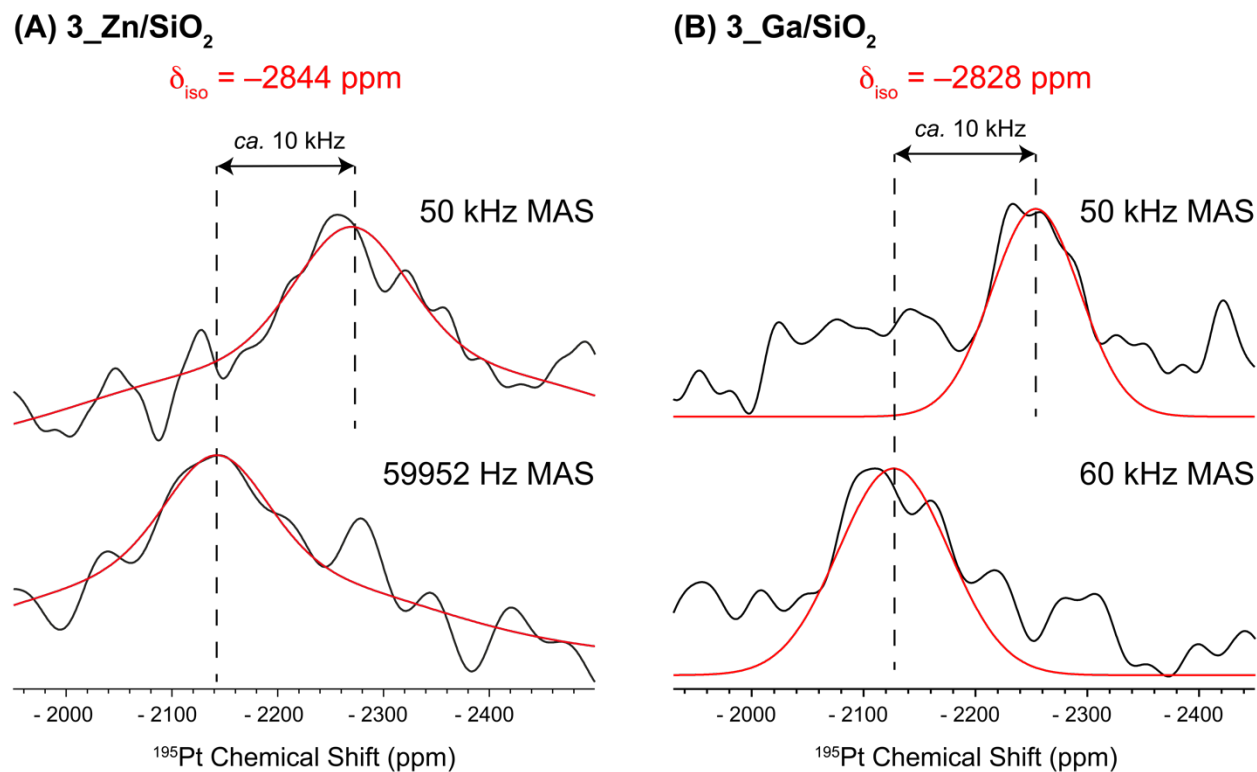 (A) 3_Zn/SiO₂
δiso = –2844 ppm
ca. 10 kHz
50 kHz MAS
59952 Hz MAS
- 2000 - 2100 - 2200 - 2300 - 2400
¹⁹⁵Pt Chemical Shift (ppm)
(B) 3_Ga/SiO₂
δiso = –2828 ppm
ca. 10 kHz
50 kHz MAS
60 kHz MAS
- 2000 - 2100 - 2200 - 2300 - 2400
¹⁹⁵Pt Chemical Shift (ppm)